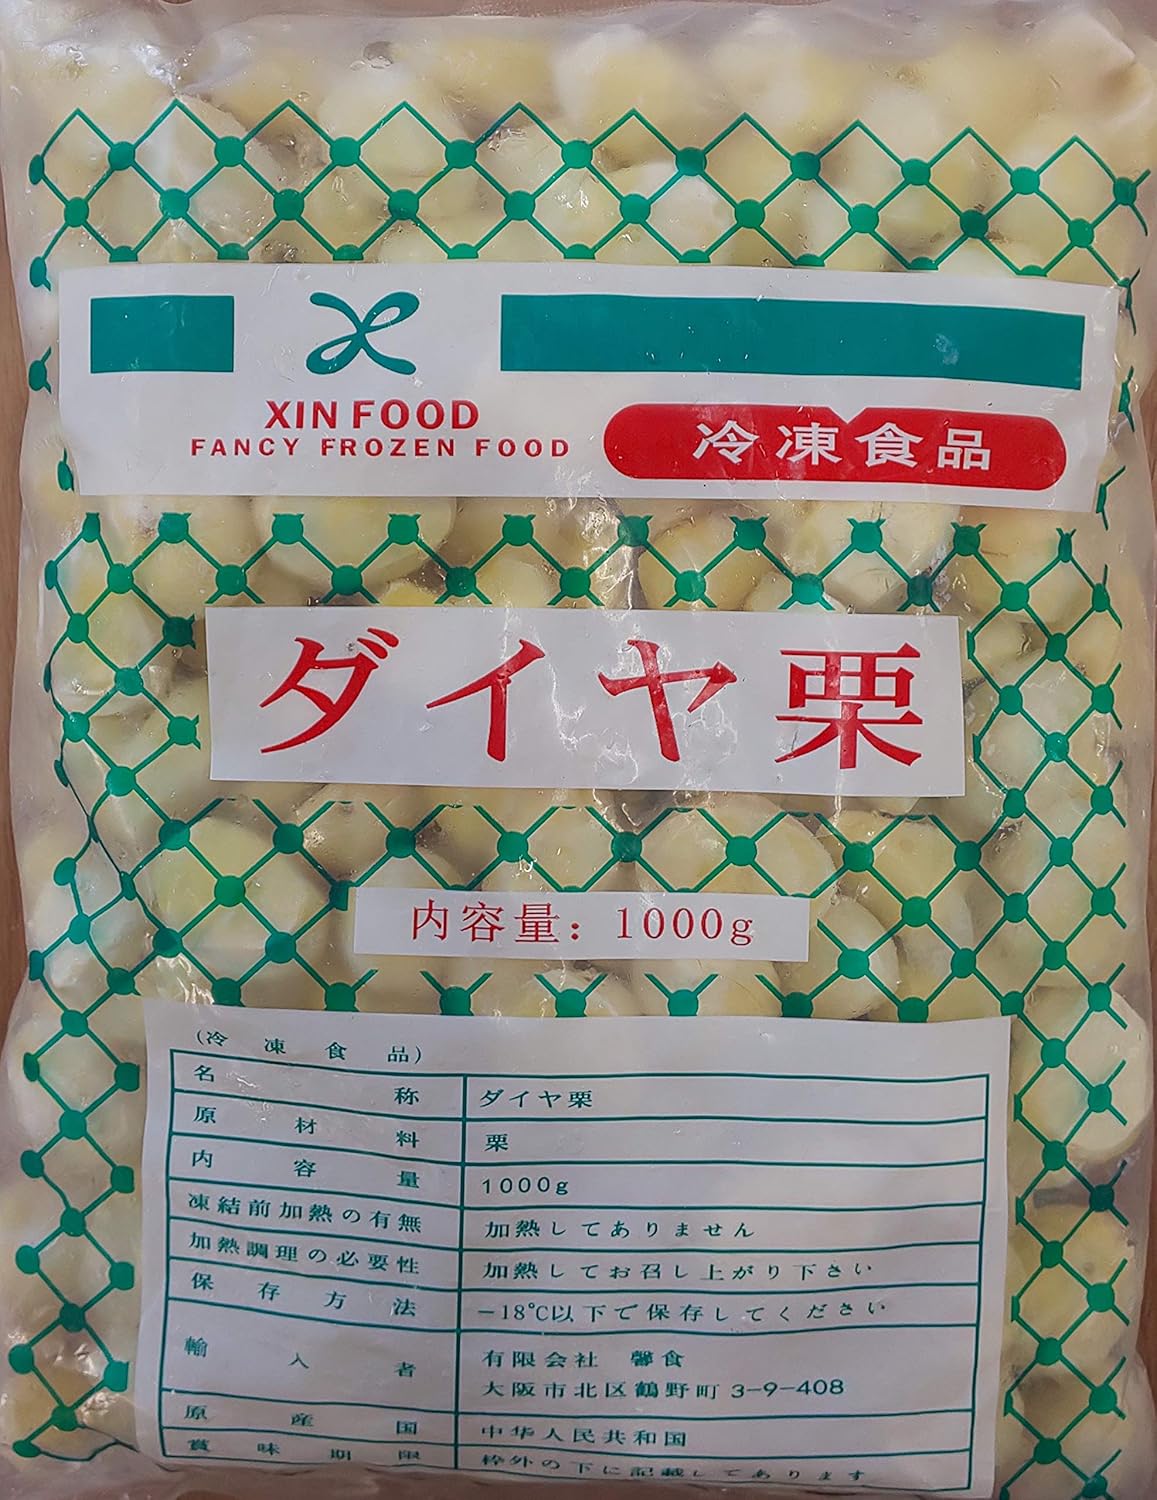 XIN FOOD
FANCY FROZEN FOOD
冷凍食品
ダイヤ栗
内容量：1000g
(冷凍食品)
名称 ダイヤ栗
原材料 栗
内容量 1000g
凍結前加熱の有無 加熱してありません
加熱調理の必要性 加熱してお召し上がり下さい
保存方法 －18℃以下で保存してください
輸入者 有限会社 馨食
大阪市北区鶴野町 3-9-408
原産国 中华人民共和国
賞味期限 枠外の下に記載してあります